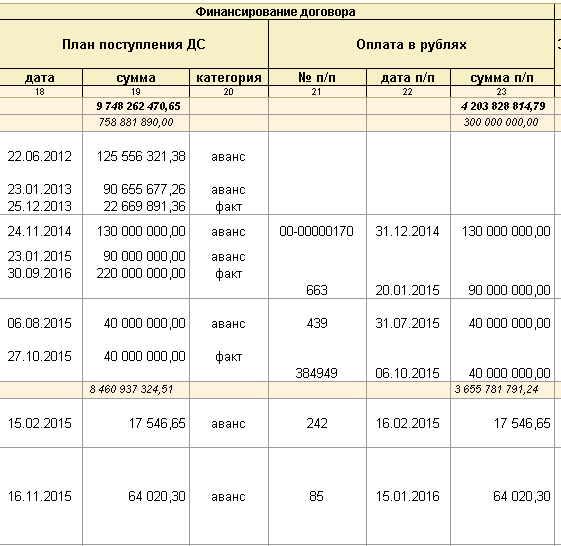 Финансирование договора
План поступления ДС Оплата в рублях
дата сумма категория № п/п дата п/п сумма п/п
18 19 20 21 22 23
9 748 262 470,65 4 203 828 814,79
758 881 890,00 300 000 000,00
22.06.2012 125 556 321,38 аванс
23.01.2013 90 655 677,26 аванс
25.12.2013 22 669 891,36 факт
24.11.2014 130 000 000,00 аванс 00-00000170 31.12.2014 130 000 000,00
23.01.2015 90 000 000,00 аванс
30.09.2016 220 000 000,00 факт
663 20.01.2015 90 000 000,00
06.08.2015 40 000 000,00 аванс 439 31.07.2015 40 000 000,00
27.10.2015 40 000 000,00 факт
384949 06.10.2015 40 000 000,00
8 460 937 324,51 3 655 781 791,24
15.02.2015 17 546,65 аванс 242 16.02.2015 17 546,65
16.11.2015 64 020,30 аванс 85 15.01.2016 64 020,30